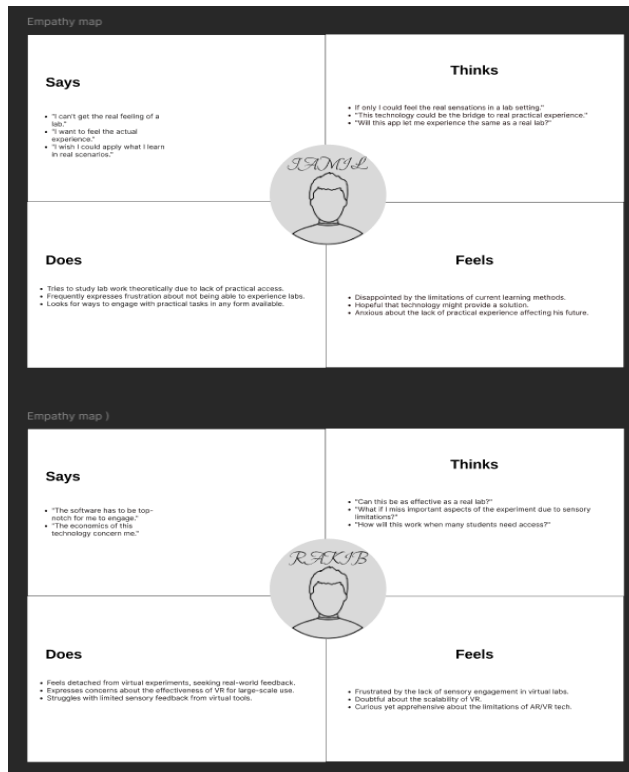 Empathy map
Says
• "I can't get the real feeling of a
lab."
• "I want to feel the actual
experience."
• "I wish I could apply what I learn
in real scenarios."
Thinks
• If only I could feel the real sensations in a lab setting."
• "This technology could be the bridge to real practical experience."
• "Will this app let me experience the same as a real lab?"
JAMIL
Does
• Tries to study lab work theoretically due to lack of practical access.
• Frequently expresses frustration about not being able to experience labs.
• Looks for ways to engage with practical tasks in any form available.
Feels
• Disappointed by the limitations of current learning methods.
• Hopeful that technology might provide a solution.
• Anxious about the lack of practical experience affecting his future.
Empathy map )
Says
• "The software has to be top-
notch for me to engage."
• "The economics of this
technology concern me."
Thinks
• "Can this be as effective as a real lab?"
• "What if I miss important aspects of the experiment due to sensory
limitations?"
• "How will this work when many students need access?"
RAKIB
Does
• Feels detached from virtual experiments, seeking real-world feedback.
• Expresses concerns about the effectiveness of VR for large-scale use.
• Struggles with limited sensory feedback from virtual tools.
Feels
• Frustrated by the lack of sensory engagement in virtual labs.
• Doubtful about the scalability of VR.
• Curious yet apprehensive about the limitations of AR/VR tech.